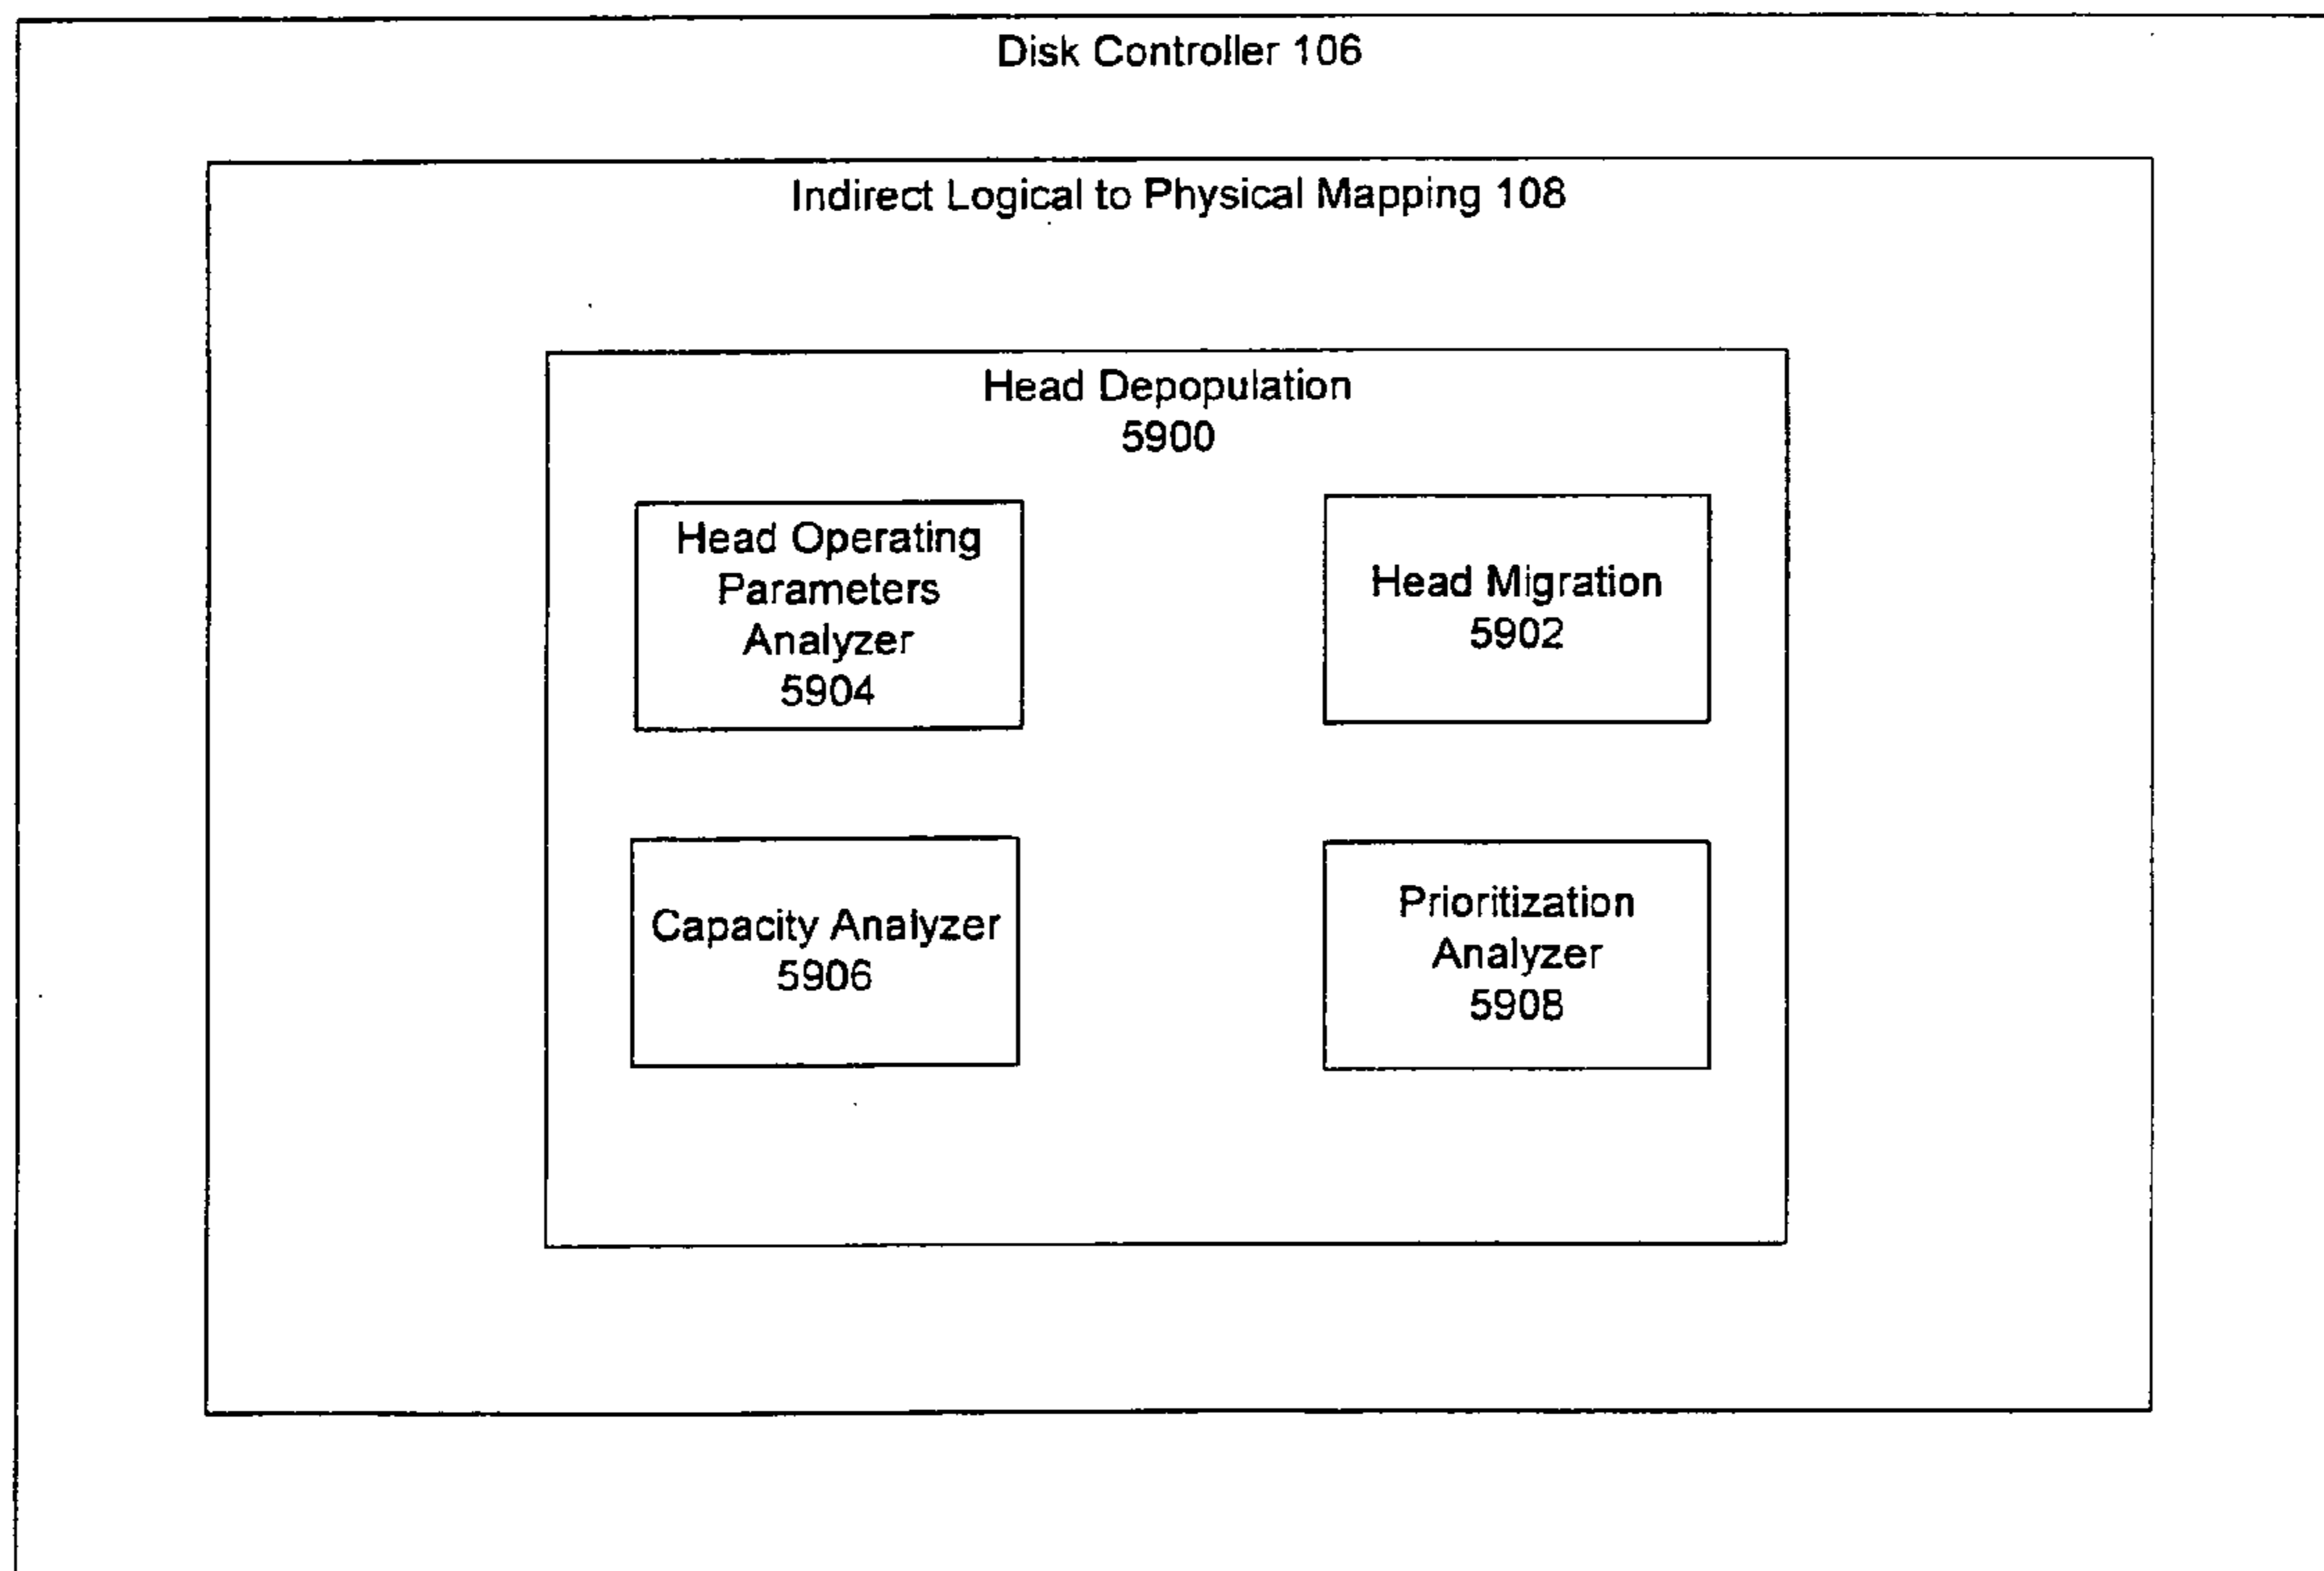 Disk Controller 106
Indirect Logical to Physical Mapping 108
Head Depopulation
5900
Head Operating
Parameters
Analyzer
5904
Head Migration
5902
Capacity Analyzer
5906
Prioritization
Analyzer
5908